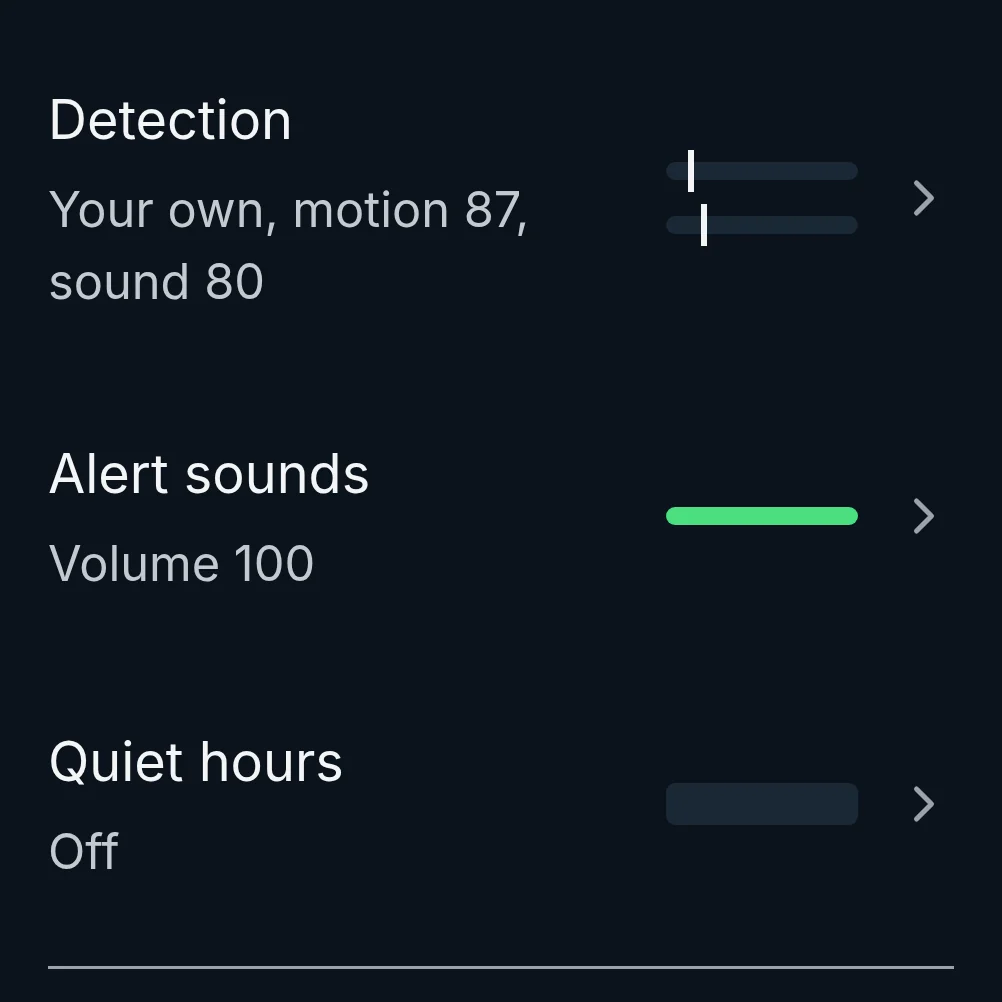 Detection
Your own, motion 87,
sound 80
Alert sounds
Volume 100
Quiet hours
Off